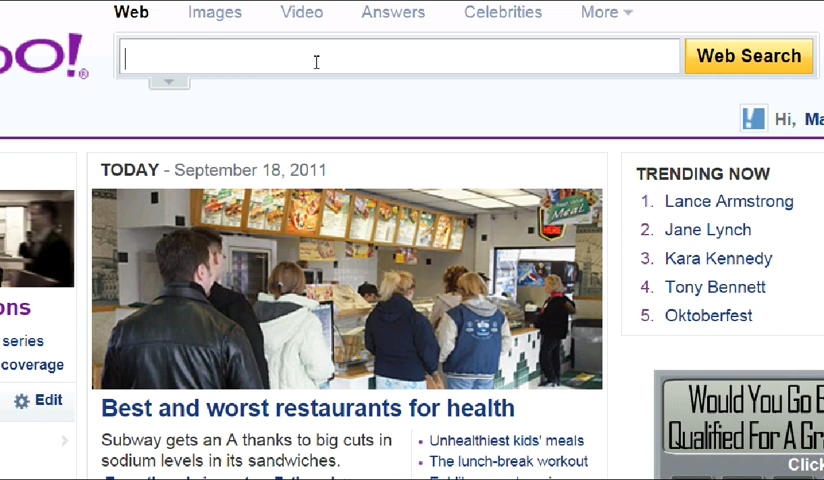 Web Images Video Answers Celebrities More
oo!®
Web Search
Hi,
TODAY - September 18, 2011
TRENDING NOW
1. Lance Armstrong
2. Jane Lynch
3. Kara Kennedy
4. Tony Bennett
5. Oktoberfest
Meal
ons
series
coverage
Edit
Best and worst restaurants for health
Subway gets an A thanks to big cuts in
sodium levels in its sandwiches.
• Unhealthiest kids' meals
• The lunch-break workout
Would You Go B
Qualified For A Gr
Click